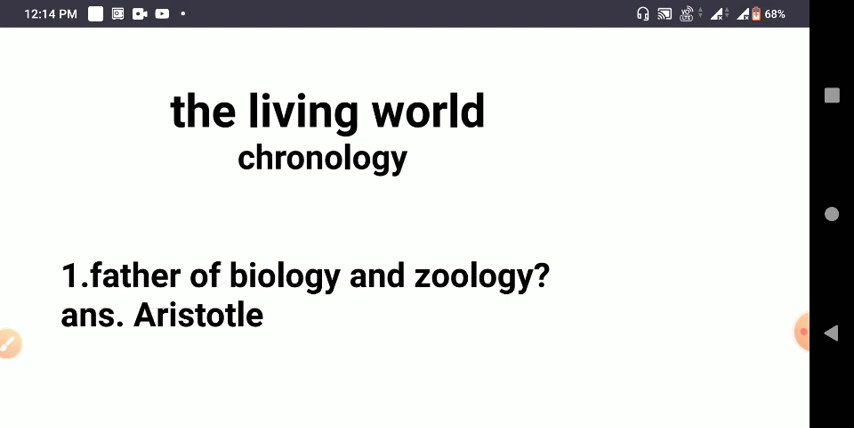 12:14 PM
68%
the living world
chronology
1.father of biology and zoology?
ans. Aristotle